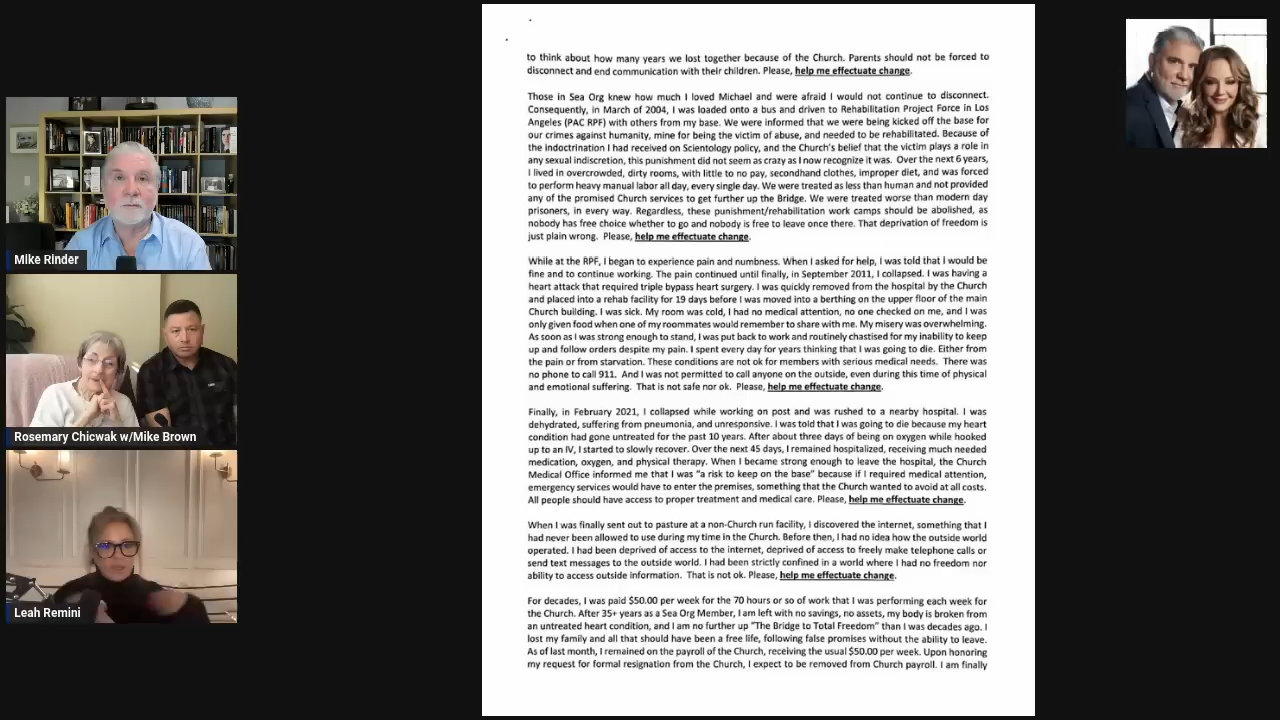 to think about how many years we lost together because of the Church. Parents should not be forced to
disconnect and end communication with their children. Please, help me effectuate change.
Those in Sea Org knew how much I loved Michael and were afraid I would not continue to disconnect.
Consequently, in March of 2004, I was loaded onto a bus and driven to Rehabilitation Project Force in Los
Angeles (PAC RPF) with others from my base. We were informed that we were being kicked off the base for
our crimes against humanity, mine for being the victim of abuse, and needed to be rehabilitated. Because of
the indoctrination I had received on Scientology policy, and the Church's belief that the victim plays a role in
any sexual indiscretion, this punishment did not seem as crazy as I now recognize it was. Over the next 6 years,
I lived in overcrowded, dirty rooms, with little to no pay, secondhand clothes, improper diet, and was forced
to perform heavy manual labor all day, every single day. We were treated as less than human and not provided
any of the promised Church services to get further up the Bridge. We were treated worse than modern day
prisoners, in every way. Regardless, these punishment/rehabilitation work camps should be abolished, as
nobody has free choice whether to go and nobody is free to leave once there. That deprivation of freedom is
just plain wrong. Please, help me effectuate change.
While at the RPF, I began to experience pain and numbness. When I asked for help, I was told that I would be
fine and to continue working. The pain continued until finally, in September 2011, I collapsed. I was having a
heart attack that required triple bypass heart surgery. I was quickly removed from the hospital by the Church
and placed into a rehab facility for 19 days before I was moved into a berthing on the upper floor of the main
Church building. I was sick. My room was cold, I had no medical attention, no one checked on me, and I was
only given food when one of my roommates would remember to share with me. My misery was overwhelming.
As soon as I was strong enough to stand, I was put back to work and routinely chastised for my inability to keep
up and follow orders despite my pain. I spent every day for years thinking that I was going to die. Either from
the pain or from starvation. These conditions are not ok for members with serious medical needs. There was
no phone to call 911. And I was not permitted to call anyone on the outside, even during this time of physical
and emotional suffering. That is not safe nor ok. Please, help me effectuate change.
Finally, in February 2021, I collapsed while working on post and was rushed to a nearby hospital. I was
dehydrated, suffering from pneumonia, and unresponsive. I was told that I was going to die because my heart
condition had gone untreated for the past 10 years. After about three days of being on oxygen while hooked
up to an IV, I started to slowly recover. Over the next 45 days, I remained hospitalized, receiving much needed
medication, oxygen, and physical therapy. When I became strong enough to leave the hospital, the Church
Medical Office informed me that I was "a risk to keep on the base" because if I required medical attention,
emergency services would have to enter the premises, something that the Church wanted to avoid at all costs.
All people should have access to proper treatment and medical care. Please, help me effectuate change.
When I was finally sent out to pasture at a non-Church run facility, I discovered the internet, something that I
had never been allowed to use during my time in the Church. Before then, I had no idea how the outside world
operated. I had been deprived of access to the internet, deprived of access to freely make telephone calls or
send text messages to the outside world. I had been strictly confined in a world where I had no freedom nor
ability to access outside information. That is not ok. Please, help me effectuate change.
For decades, I was paid $50.00 per week for the 70 hours or so of work that I was performing each week for
the Church. After 35+ years as a Sea Org Member, I am left with no savings, no assets, my body is broken from
an untreated heart condition, and I am no further up "The Bridge to Total Freedom" than I was decades ago. I
lost my family and all that should have been a free life, following false promises without the ability to leave.
As of last month, I remained on the payroll of the Church, receiving the usual $50.00 per week. Upon honoring
my request for formal resignation from the Church, I expect to be removed from Church payroll. I am finally
Mike Rinder
Rosemary Chicwak w/Mike Brown
Leah Remini